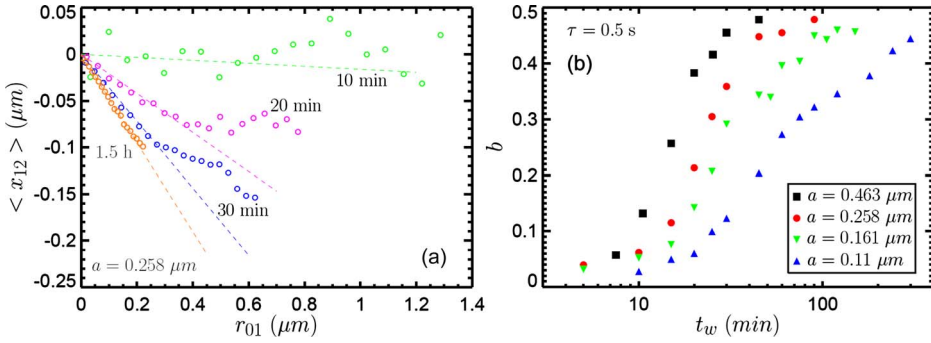 0.05
0
-0.05
-0.1
-0.15
-0.2
-0.25
< x₁₂ > (μm)
10 min
20 min
1.5 h
30 min
a = 0.258 μm
(a)
0 0.2 0.4 0.6 0.8 1 1.2 1.4
r₀₁ (μm)
0.5
0.4
0.3
0.2
0.1
0
b
(b)
τ = 0.5 s
a = 0.463 μm
a = 0.258 μm
a = 0.161 μm
a = 0.11 μm
10 100
t_w (min)